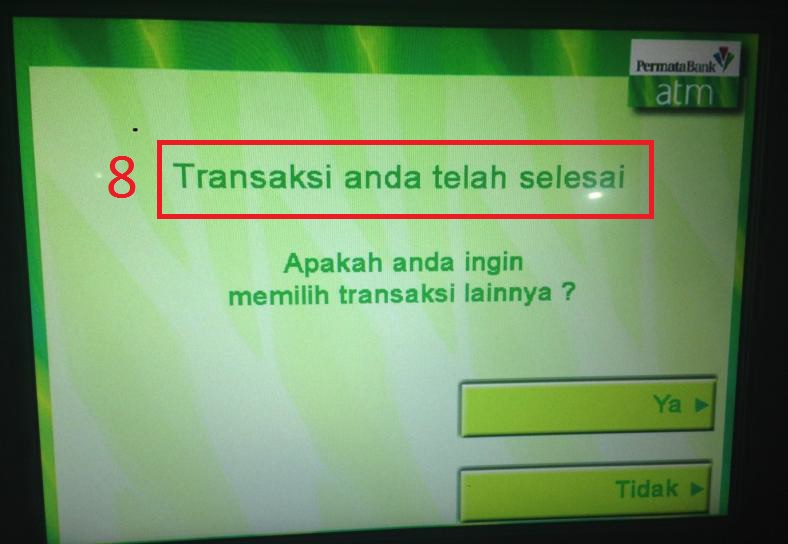 PermataBank
atm
8
Transaksi anda telah selesai
Apakah anda ingin
memilih transaksi lainnya ?
Ya
Tidak